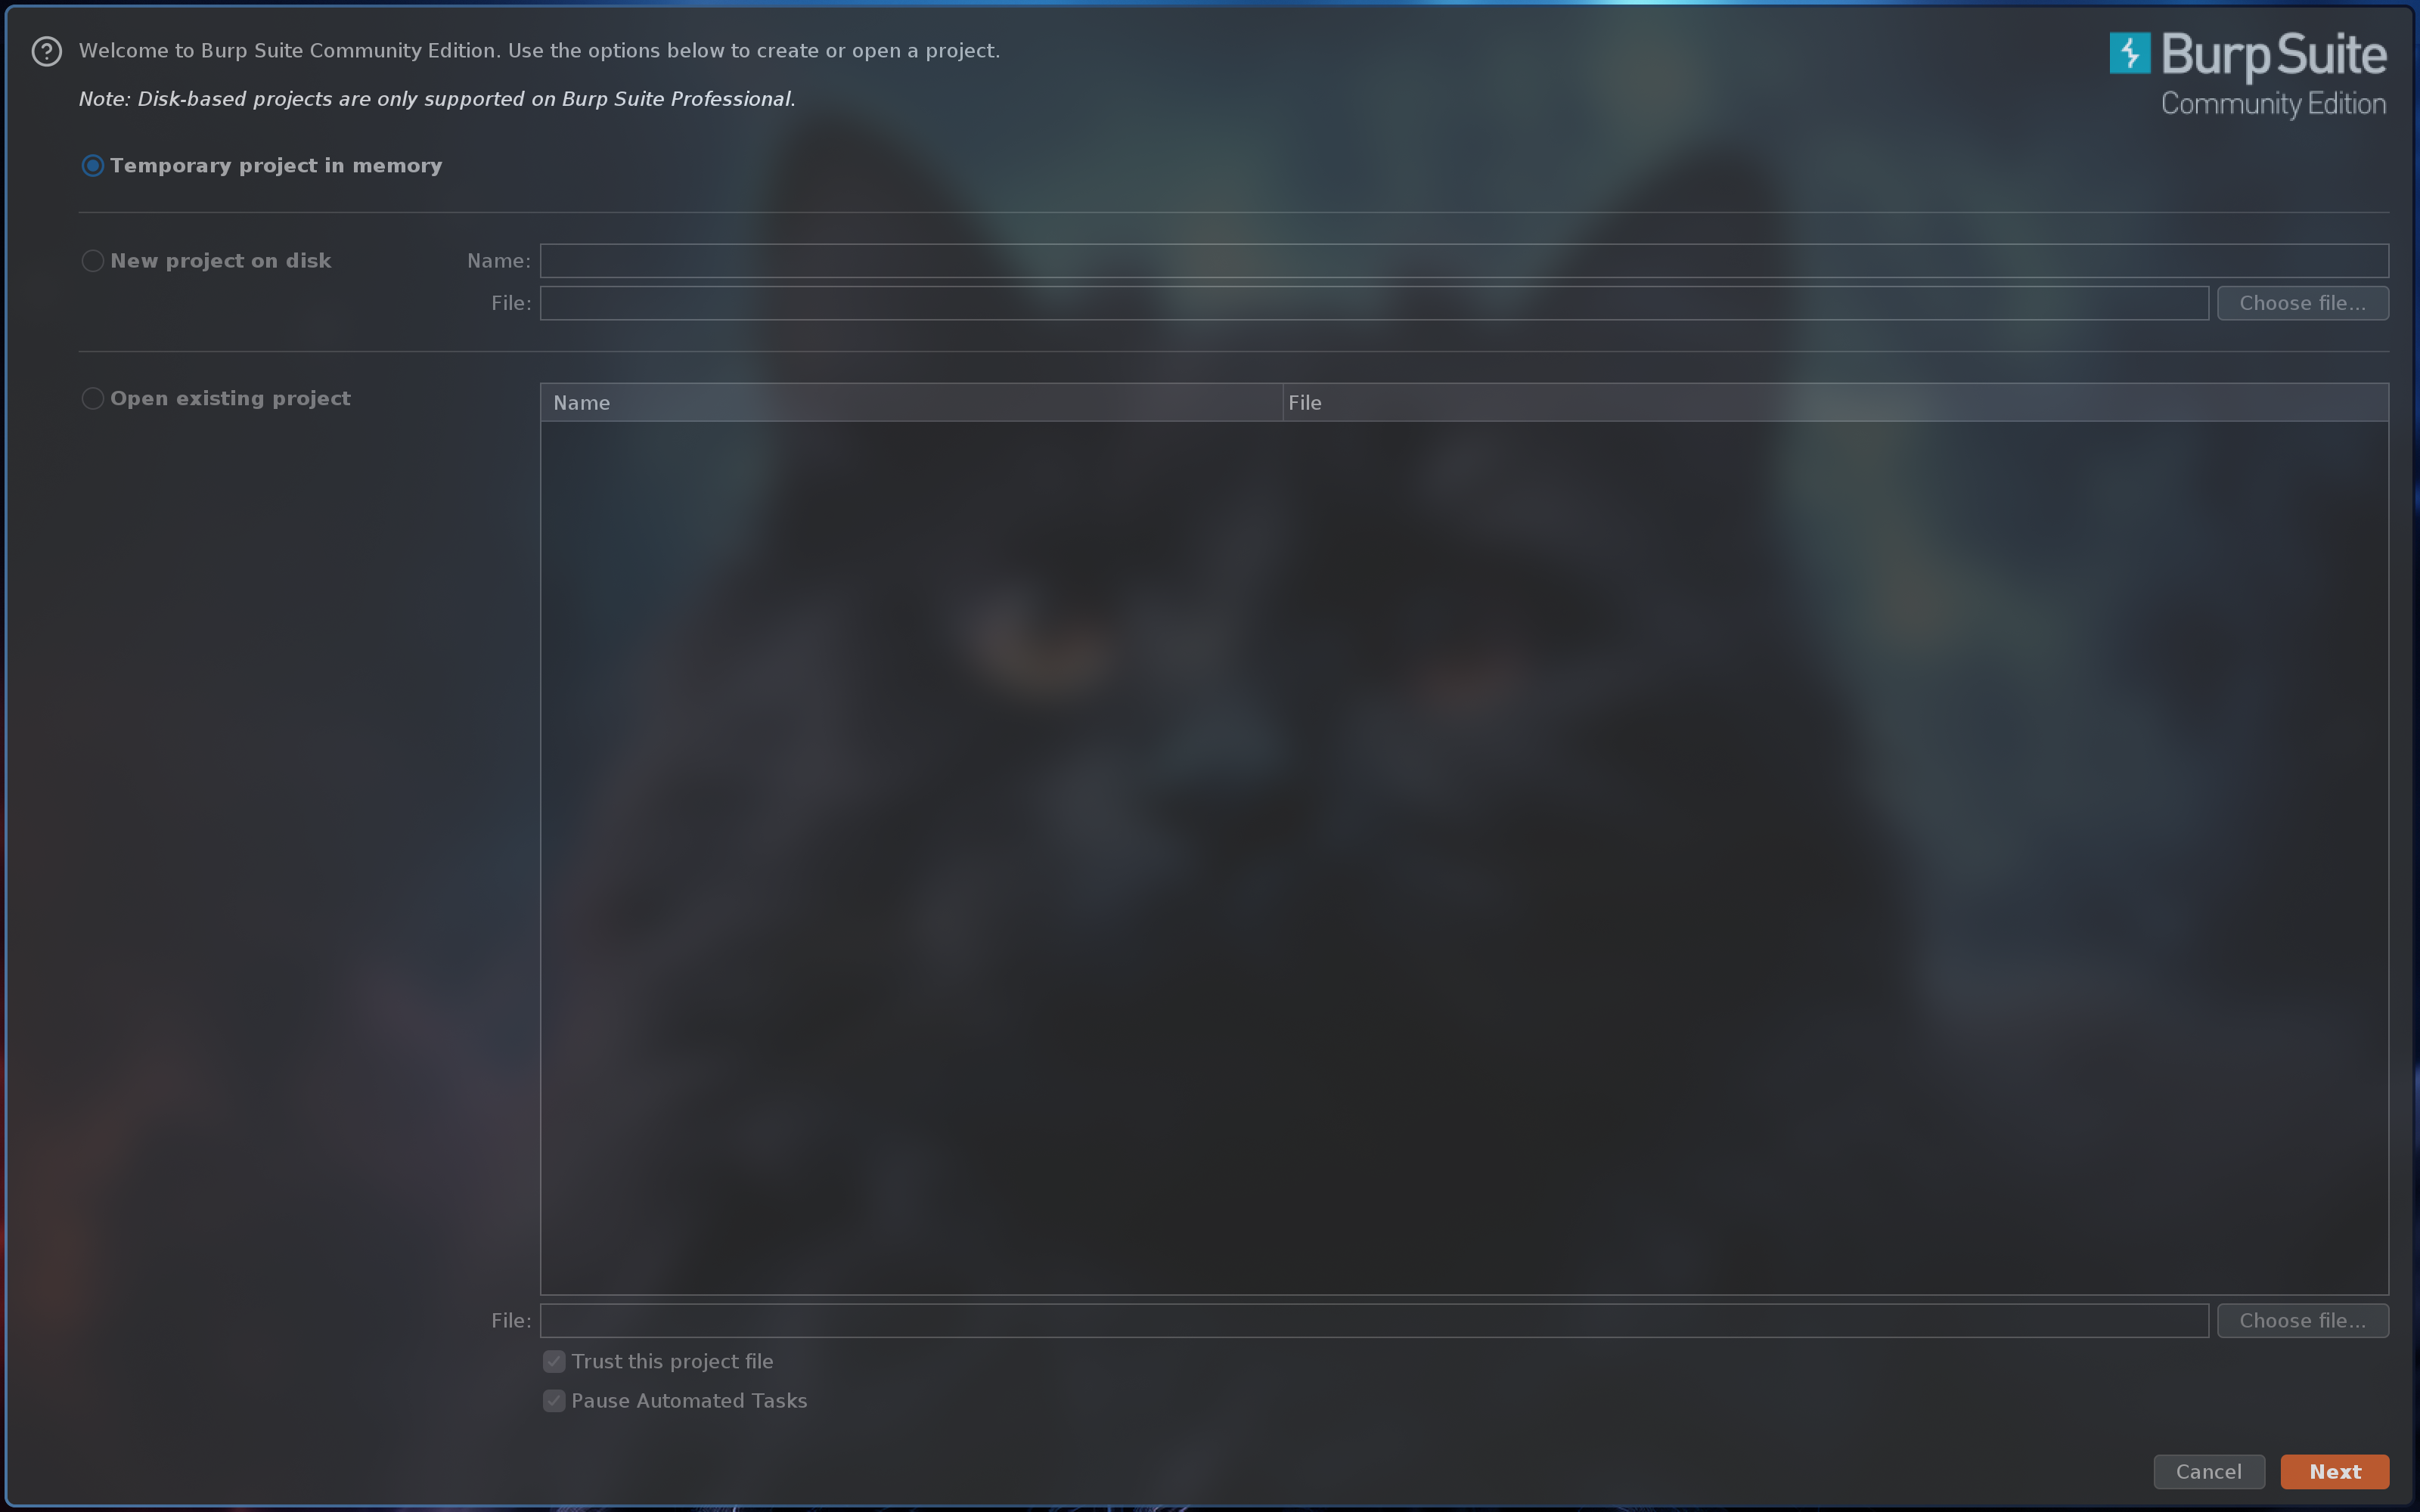 Welcome to Burp Suite Community Edition. Use the options below to create or open a project.
Burp Suite
Community Edition
Note: Disk-based projects are only supported on Burp Suite Professional.
Temporary project in memory
New project on disk
Name:
File:
Choose file...
Open existing project
Name
File
File:
Choose file...
Trust this project file
Pause Automated Tasks
Cancel
Next